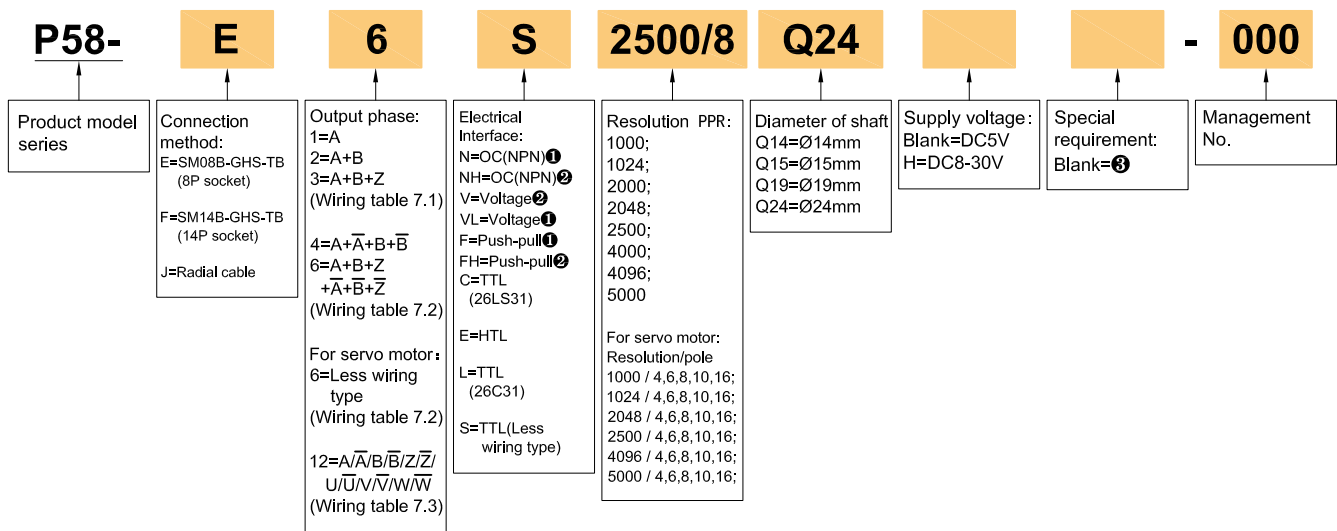 P58- E 6 S 2500/8 Q24 - 000
Product model
series
Connection
method:
E=SM08B-GHS-TB
(8P socket)
F=SM14B-GHS-TB
(14P socket)
J=Radial cable
Output phase:
1=A
2=A+B
3=A+B+Z
(Wiring table 7.1)
4=A+A̅+B+B̅
6=A+B+Z
+A̅+B̅+Z̅
(Wiring table 7.2)
For servo motor:
6=Less wiring
type
(Wiring table 7.2)
12=A/A̅/B/B̅/Z/Z̅/
U/U̅/V/V̅/W/W̅
(Wiring table 7.3)
Electrical
Interface:
N=OC(NPN)❶
NH=OC(NPN)❷
V=Voltage❷
VL=Voltage❶
F=Push-pull❶
FH=Push-pull❷
C=TTL
(26LS31)
E=HTL
L=TTL
(26C31)
S=TTL(Less
wiring type)
Resolution PPR:
1000;
1024;
2000;
2048;
2500;
4000;
4096;
5000
For servo motor:
Resolution/pole
1000 / 4,6,8,10,16;
1024 / 4,6,8,10,16;
2048 / 4,6,8,10,16;
2500 / 4,6,8,10,16;
4096 / 4,6,8,10,16;
5000 / 4,6,8,10,16;
Diameter of shaft
Q14=Ø14mm
Q15=Ø15mm
Q19=Ø19mm
Q24=Ø24mm
Supply voltage:
Blank=DC5V
H=DC8-30V
Special
requirement:
Blank=❸
Management
No.